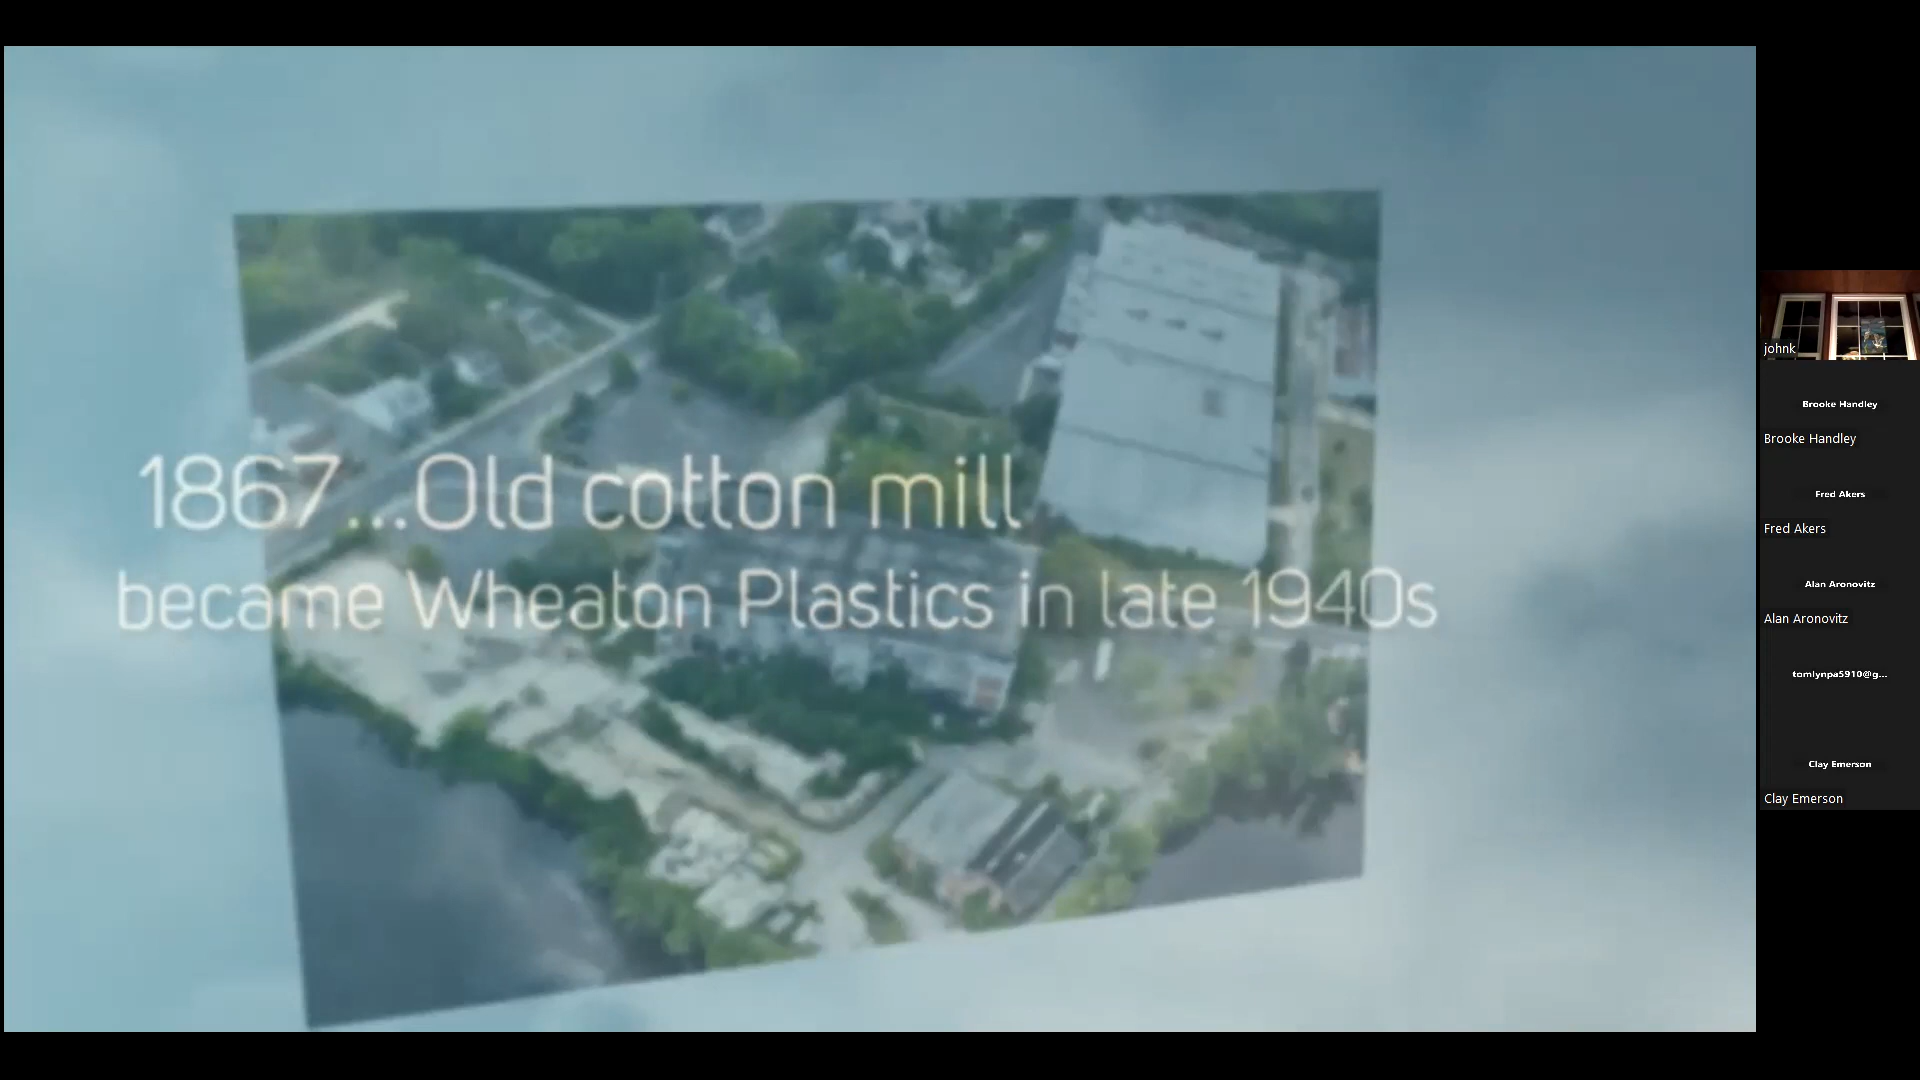 1867 ...Old cotton mill
became Wheaton Plastics in late 1940s
johnk
Brooke Handley
Brooke Handley
Fred Akers
Fred Akers
Alan Aronovitz
Alan Aronovitz
tomlynpa5910@g...
Clay Emerson
Clay Emerson